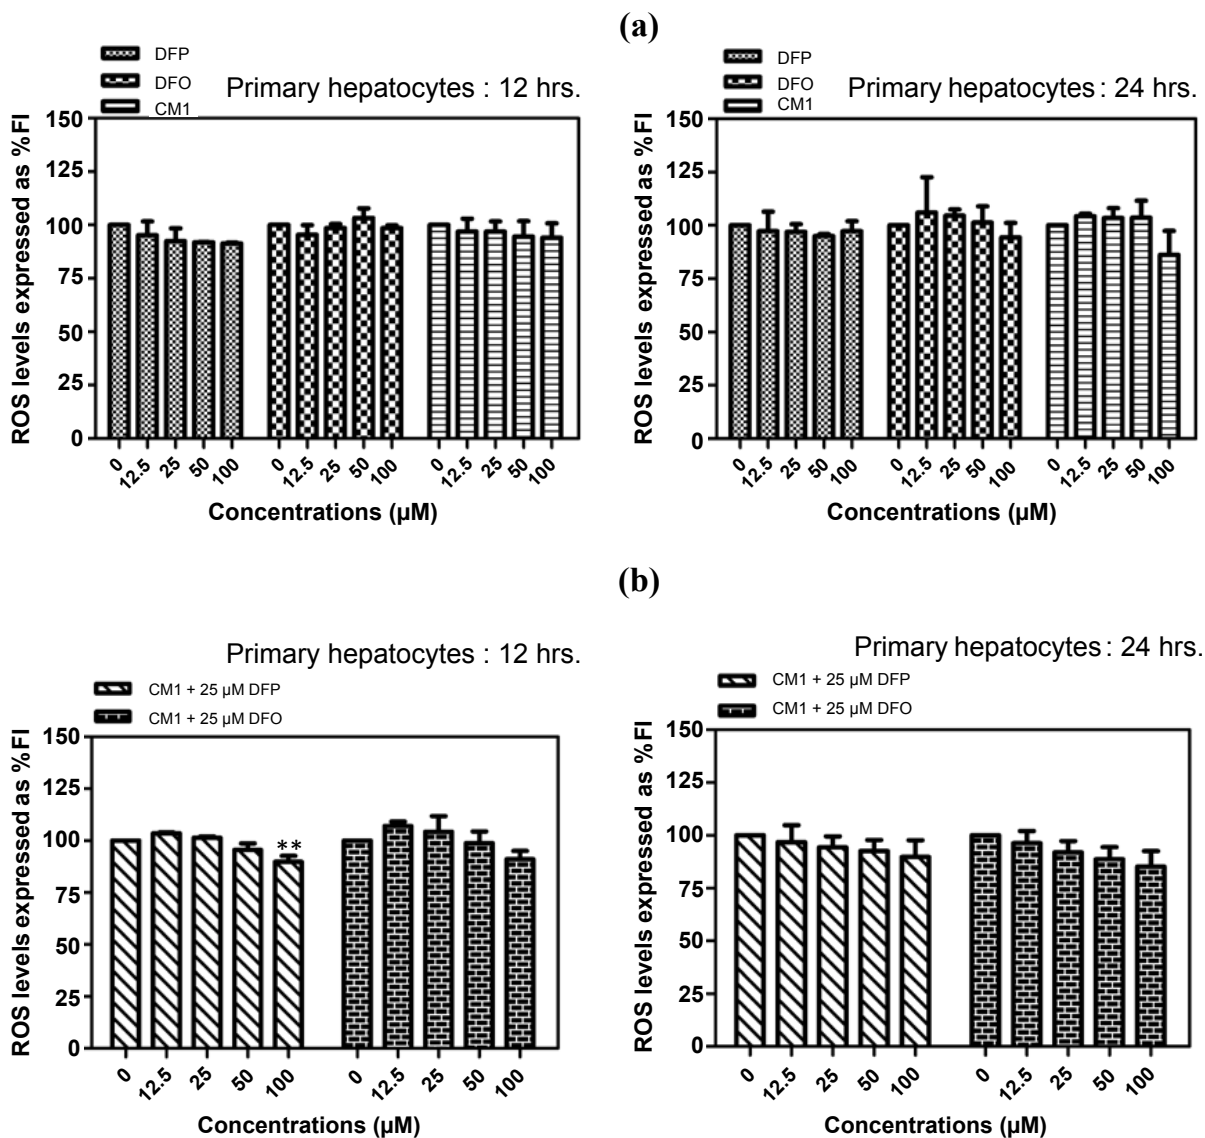 (a)
DFP
DFO
CM1
Primary hepatocytes : 12 hrs.
ROS levels expressed as %FI
150
125
100
75
50
25
0
0 12.5 25 50 100 0 12.5 25 50 100 0 12.5 25 50 100
Concentrations (μM)
DFP
DFO
CM1
Primary hepatocytes : 24 hrs.
ROS levels expressed as %FI
150
125
100
75
50
25
0
0 12.5 25 50 100 0 12.5 25 50 100 0 12.5 25 50 100
Concentrations (μM)
(b)
Primary hepatocytes : 12 hrs.
CM1 + 25 μM DFP
CM1 + 25 μM DFO
ROS levels expressed as %FI
150
125
100
75
50
25
0
**
0 12.5 25 50 100 0 12.5 25 50 100
Concentrations (μM)
Primary hepatocytes : 24 hrs.
CM1 + 25 μM DFP
CM1 + 25 μM DFO
ROS levels expressed as %FI
150
125
100
75
50
25
0
0 12.5 25 50 100 0 12.5 25 50 100
Concentrations (μM)